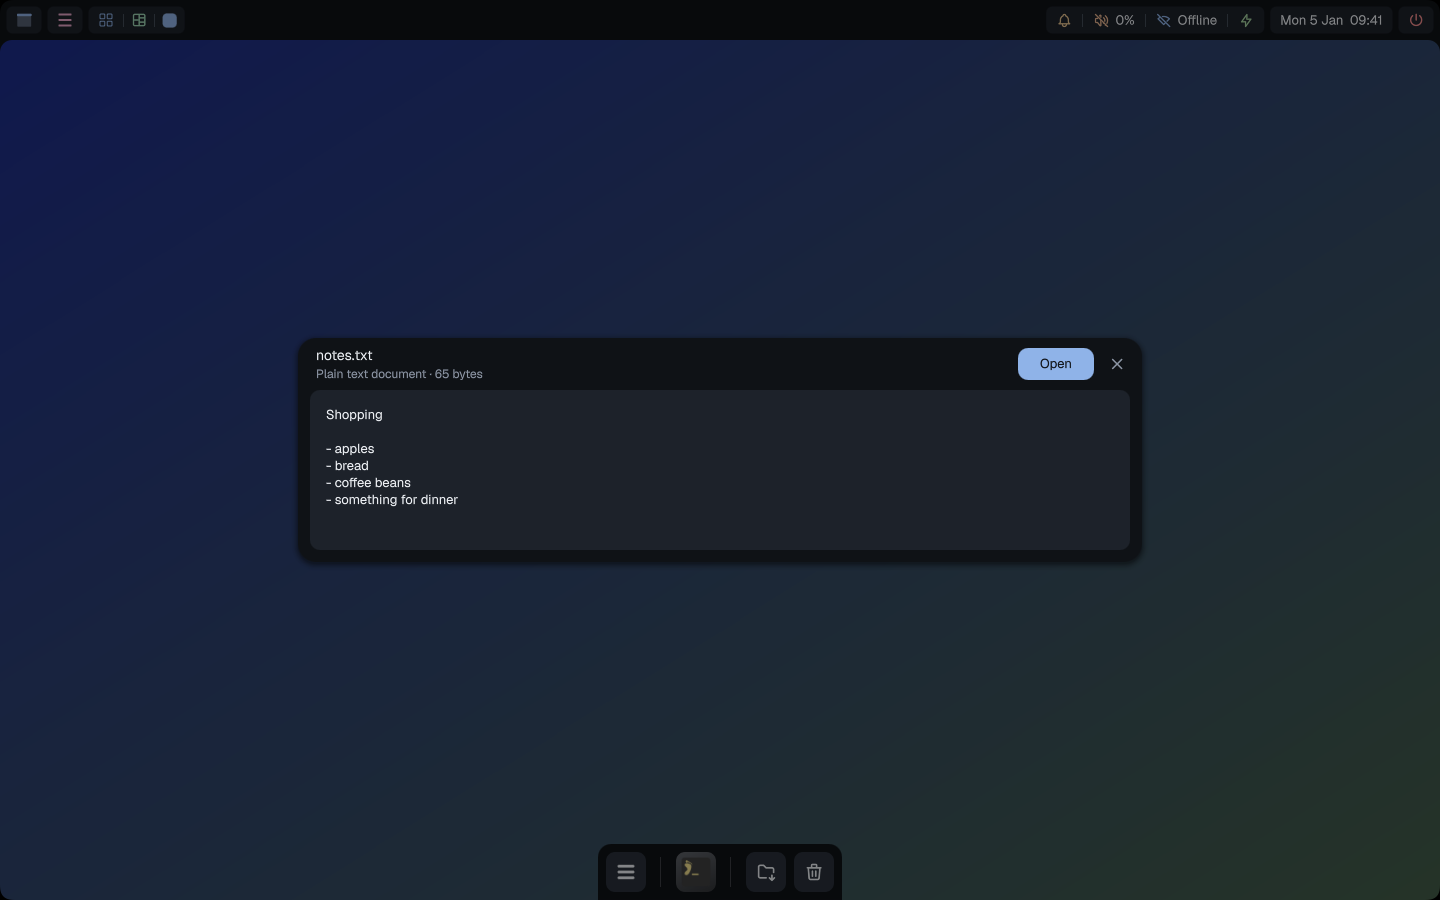 0%
Offline
Mon 5 Jan 09:41
notes.txt
Plain text document · 65 bytes
Open
Shopping
- apples
- bread
- coffee beans
- something for dinner